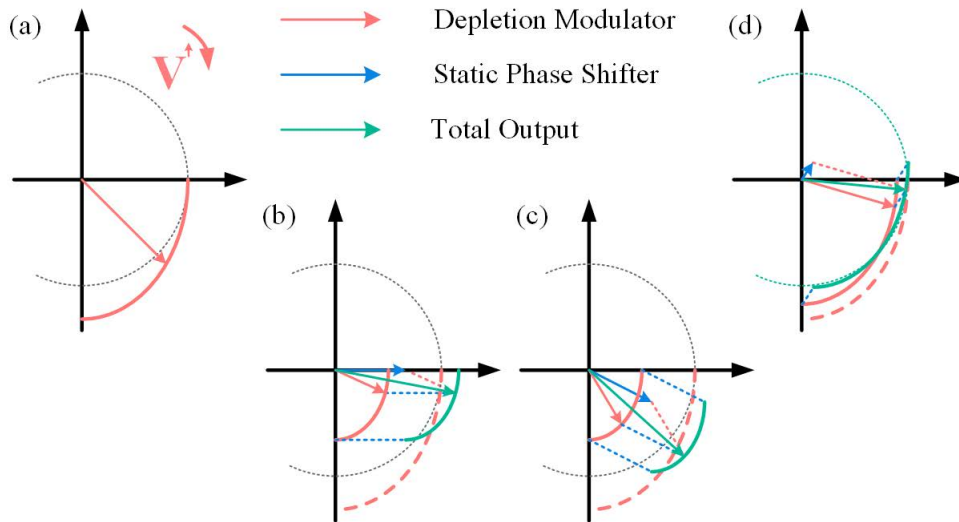 (a)
V
Depletion Modulator
Static Phase Shifter
Total Output
(d)
(b)
(c)